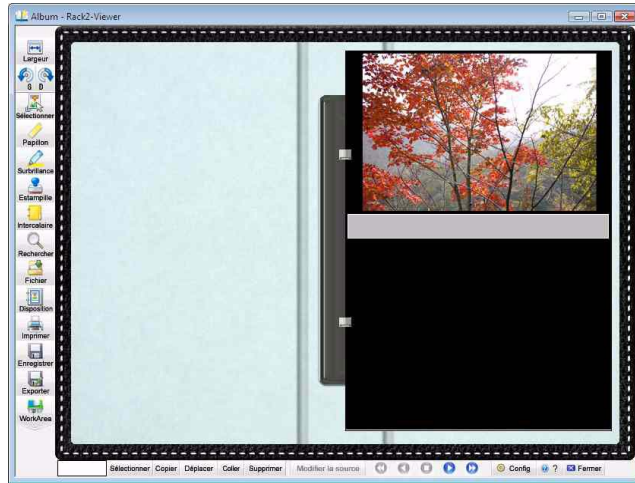 Album - Rack2-Viewer
Largeur
G D
Sélectionner
Papillon
Surbrillance
Estampille
Intercalaire
Rechercher
Fichier
Disposition
Imprimer
Enregistrer
Exporter
WorkArea
Sélectionner Copier Déplacer Coller Supprimer Modifier la source Config ? Fermer